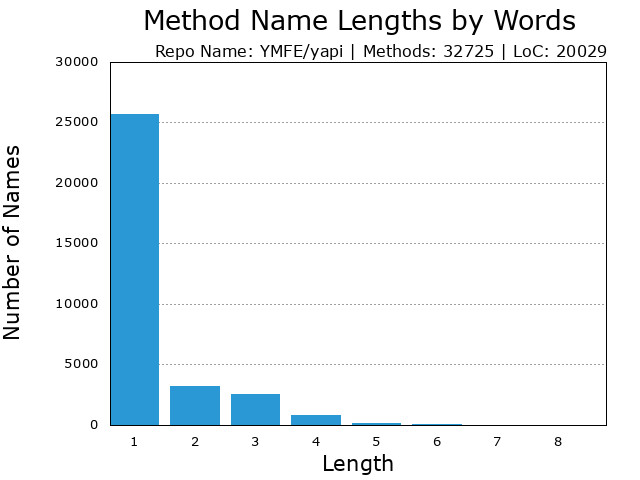 Method Name Lengths by Words
Repo Name: YMFE/yapi | Methods: 32725 | LoC: 20029
30000
25000
20000
15000
10000
5000
0
Number of Names
1 2 3 4 5 6 7 8
Length